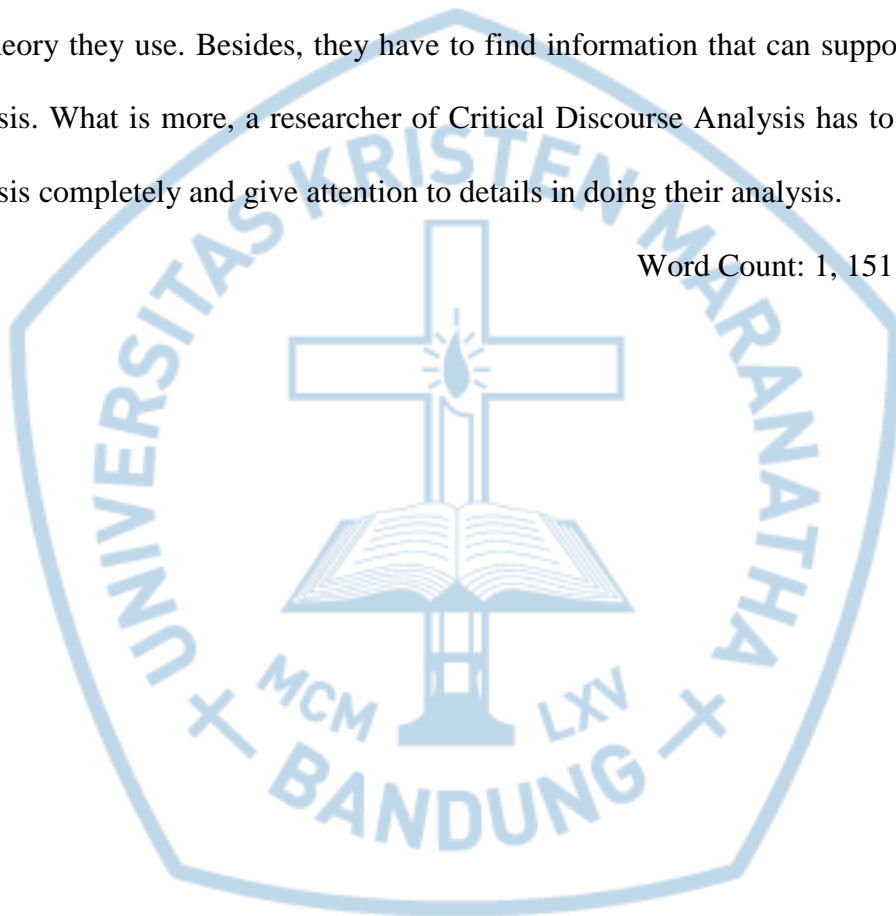 heory they use. Besides, they have to find information that can suppo
sis. What is more, a researcher of Critical Discourse Analysis has to
sis completely and give attention to details in doing their analysis.
Word Count: 1, 151
UNIVERSITAS KRISTEN MARANATHA
MCM LXV
BANDUNG